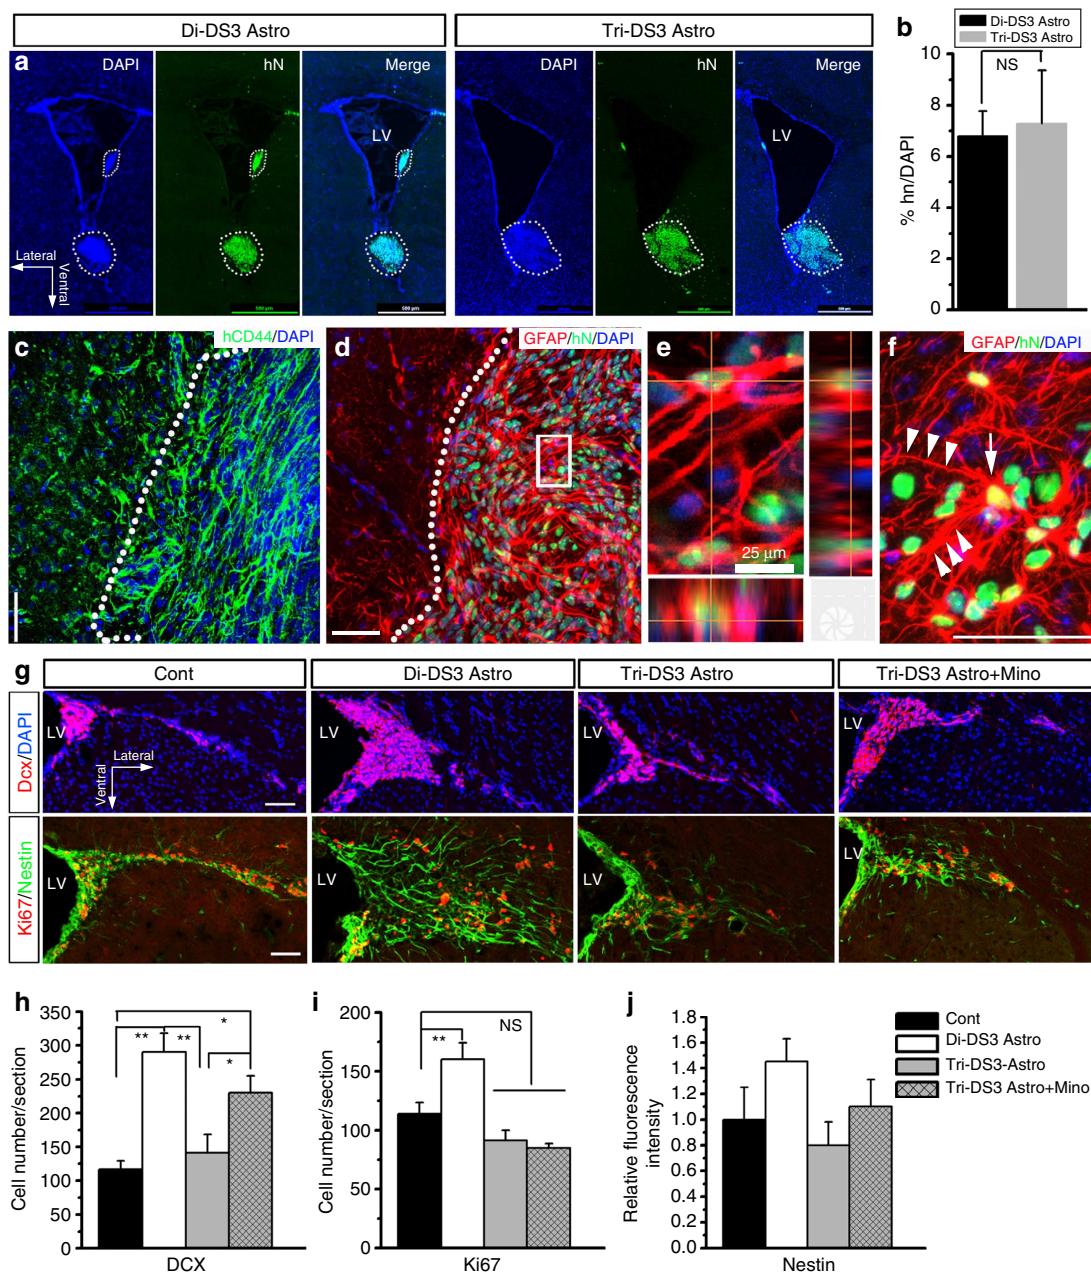 Di-DS3 Astro
Tri-DS3 Astro
a
DAPI
hN
Merge
LV
Lateral
Ventral
500 µm
500 µm
DAPI
hN
Merge
LV
b
Di-DS3 Astro
Tri-DS3 Astro
NS
% hn/DAPI
10
8
6
4
2
0
c
hCD44/DAPI
d
GFAP/hN/DAPI
e
25 µm
f
GFAP/hN/DAPI
g
Cont
Di-DS3 Astro
Tri-DS3 Astro
Tri-DS3 Astro+Mino
Dcx/DAPI
LV
Lateral
Ventral
LV
LV
LV
Ki67/Nestin
LV
LV
LV
LV
h
Cell number/section
350
300
250
200
150
100
50
0
**
**
*
*
DCX
i
Cell number/section
200
150
100
50
0
**
NS
Ki67
j
Relative fluorescence
intensity
1.8
1.6
1.4
1.2
1.0
0.8
0.6
0.4
0.2
0.0
Nestin
Cont
Di-DS3 Astro
Tri-DS3-Astro
Tri-DS3 Astro+Mino